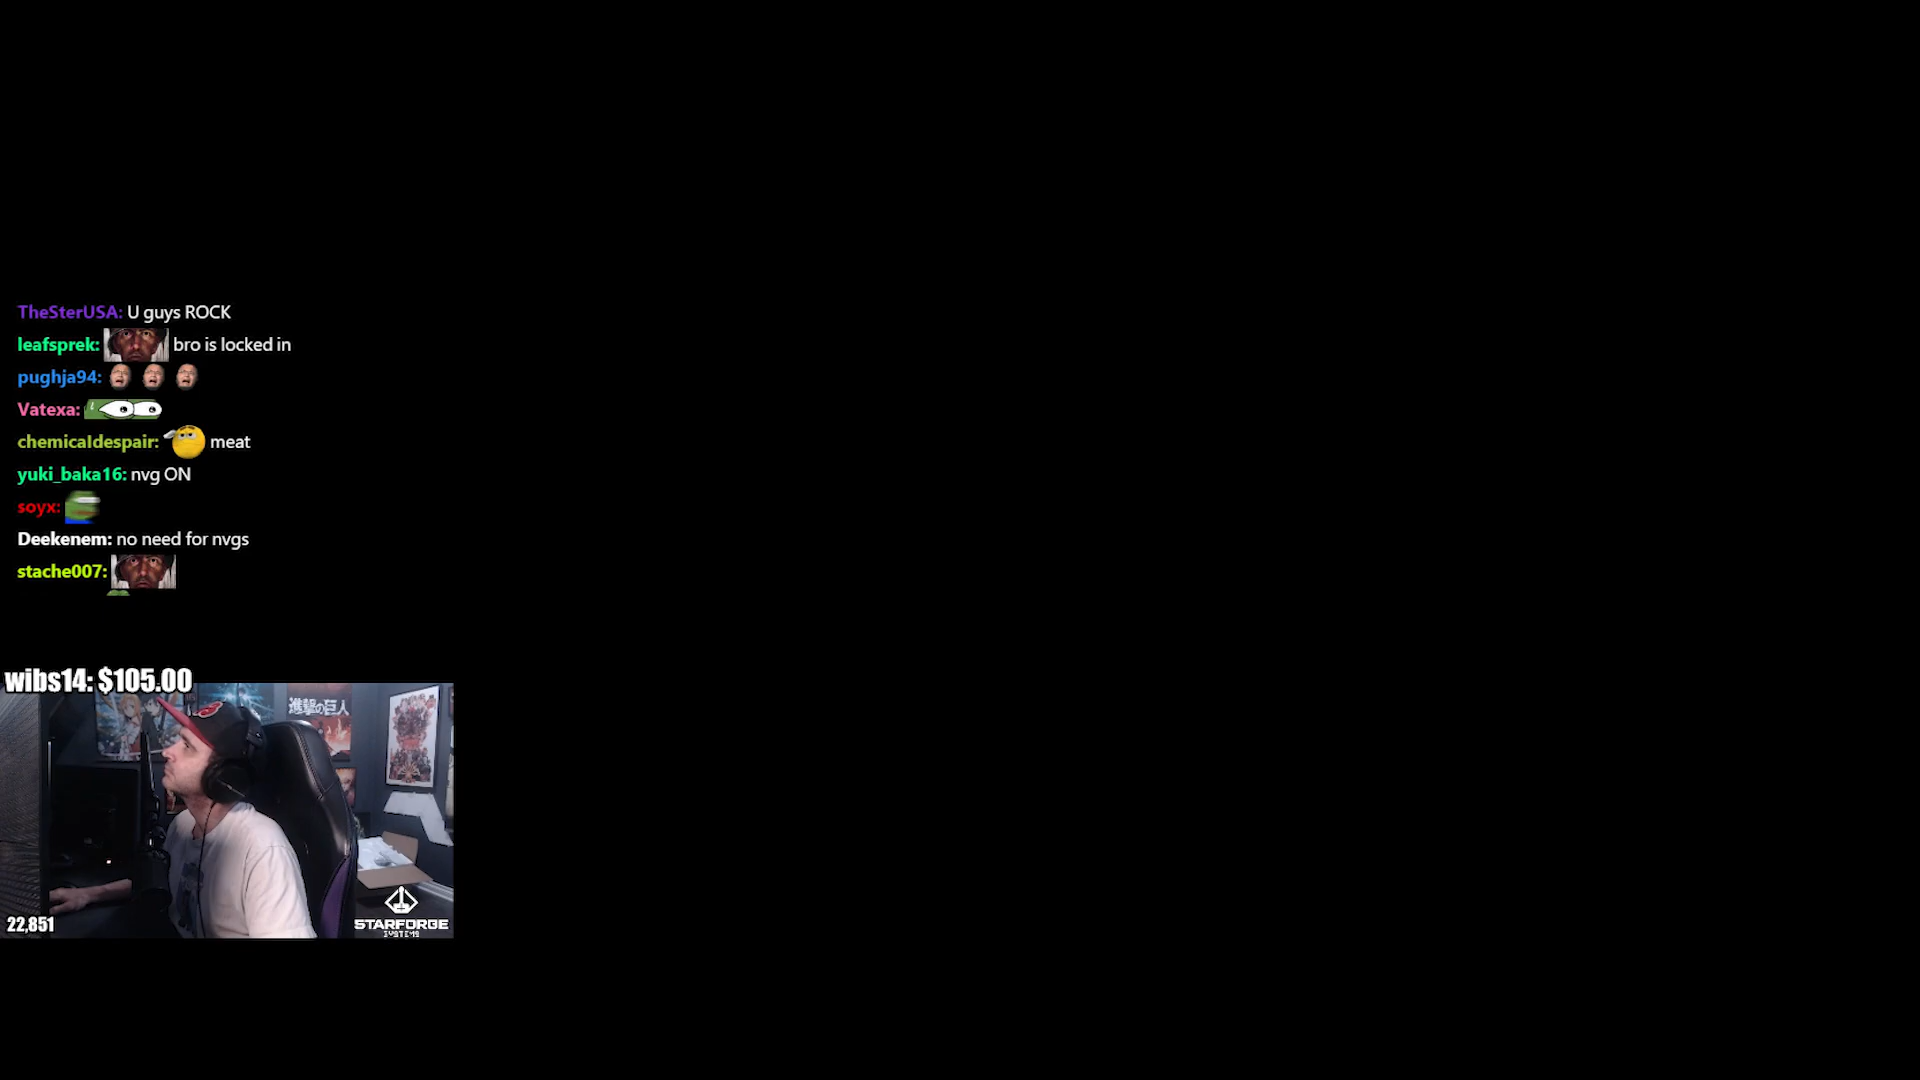 TheSterUSA: U guys ROCK
leafsprek: bro is locked in
pughja94:
Vatexa:
chemicaldespair: meat
yuki_baka16: nvg ON
soyx:
Deekenem: no need for nvgs
stache007:
wibs14: $105.00
進撃の巨人
22,851
STARFORGE
SYSTEMS